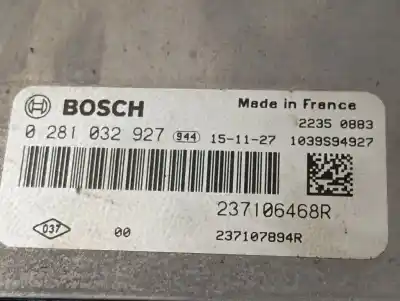 BOSCH
Made in France
2235 0883
0 281 032 927 944 15-11-27 1039S94927
237106468R
037 00 237107894R